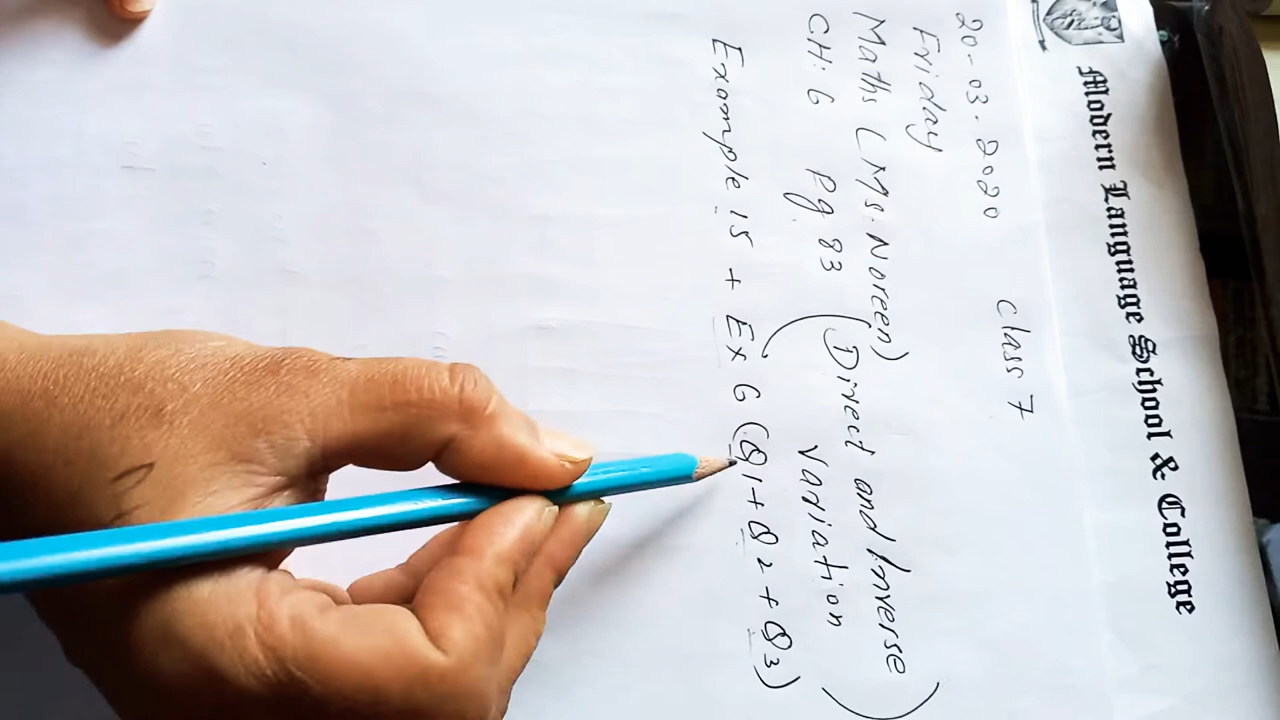 Modern Language School & College
Class 7
20-03-2020
Friday
Maths (Ms. Noreen)
CH: 6 Pg. 83 (Direct and Inverse
Variation)
Example 15 + Ex 6 (Q1+Q2+Q3)